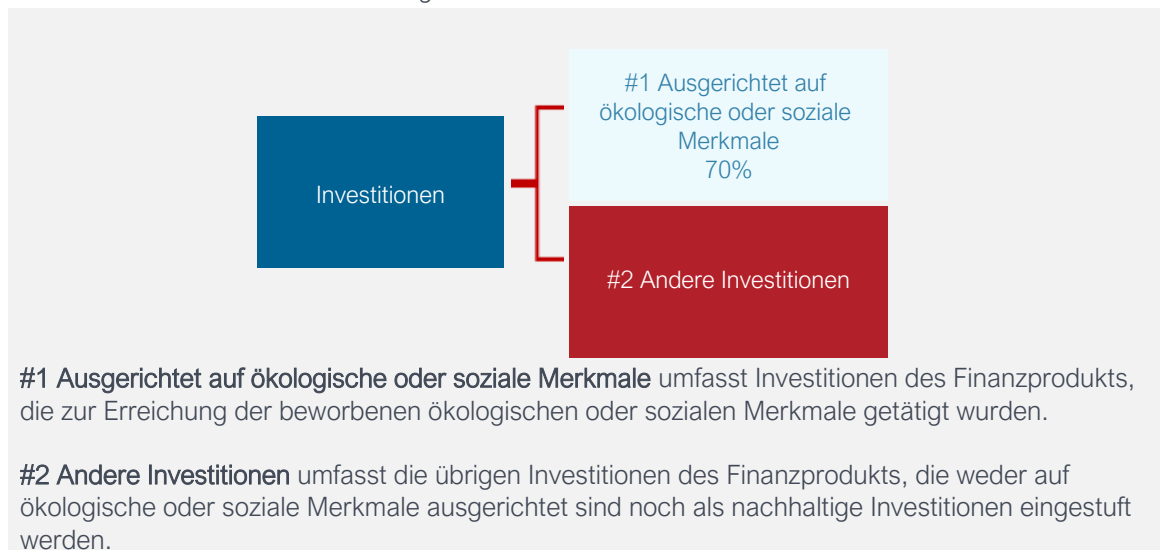 #1 Ausgerichtet auf
ökologische oder soziale
Merkmale
70%
Investitionen
#2 Andere Investitionen
#1 Ausgerichtet auf ökologische oder soziale Merkmale umfasst Investitionen des Finanzprodukts,
die zur Erreichung der beworbenen ökologischen oder sozialen Merkmale getätigt wurden.
#2 Andere Investitionen umfasst die übrigen Investitionen des Finanzprodukts, die weder auf
ökologische oder soziale Merkmale ausgerichtet sind noch als nachhaltige Investitionen eingestuft
werden.